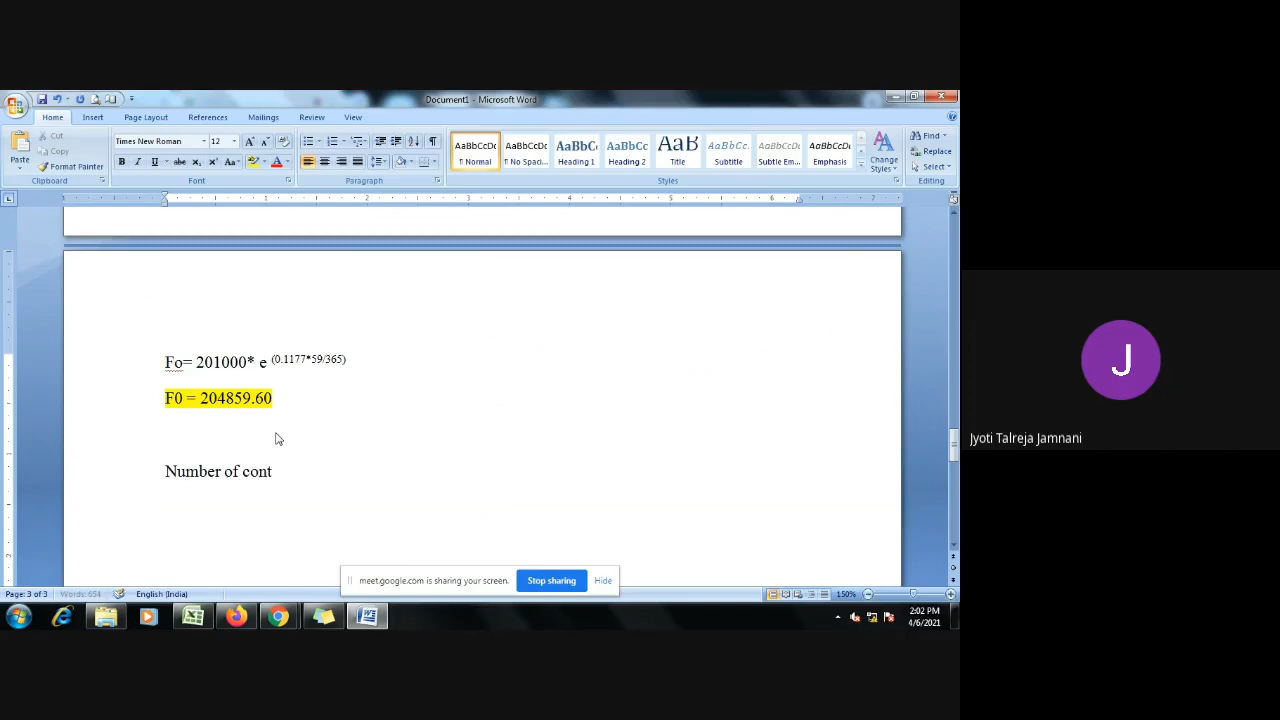 Document1 - Microsoft Word
Home Insert Page Layout References Mailings Review View
Paste
Cut
Copy
Format Painter
Clipboard
Times New Roman 12
Font
Paragraph
AaBbCcDc AaBbCcDc AaBbC AaBbCc AaB AaBbCc. AaBbCcDc AaBbCcDc
¶ Normal ¶ No Spaci... Heading 1 Heading 2 Title Subtitle Subtle Em... Emphasis
Change Styles
Styles
Find
Replace
Select
Editing
Fo= 201000* e (0.1177*59/365)
F0 = 204859.60
Number of cont
J
Jyoti Talreja Jamnani
meet.google.com is sharing your screen. Stop sharing Hide
Page: 3 of 3 Words: 654 English (India) 150%
2:02 PM
4/6/2021